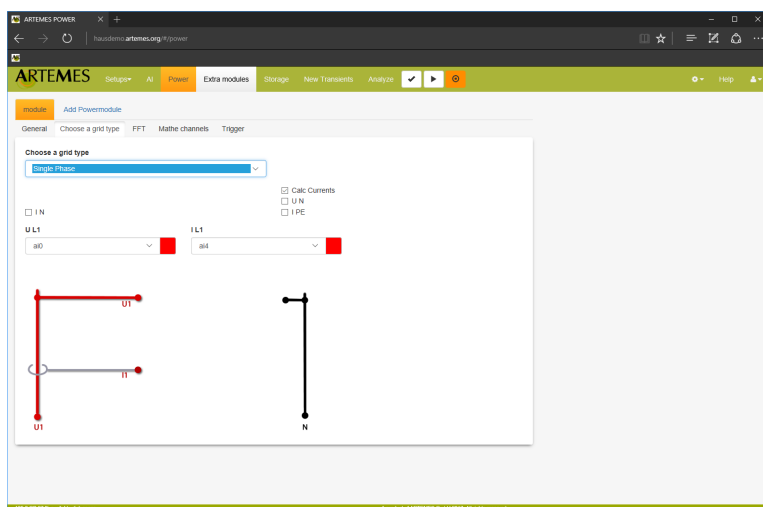 ARTEMES POWER
hausdemo.artemes.org/#/power
ARTEMES Setups AI Power Extra modules Storage New Transients Analyze Help
module Add Powermodule
General Choose a grid type FFT Mathe channels Trigger
Choose a grid type
Single Phase
Calc Currents
U N
I N I PE
U L1 I L1
ai0 ai4
U1
I1
U1 N